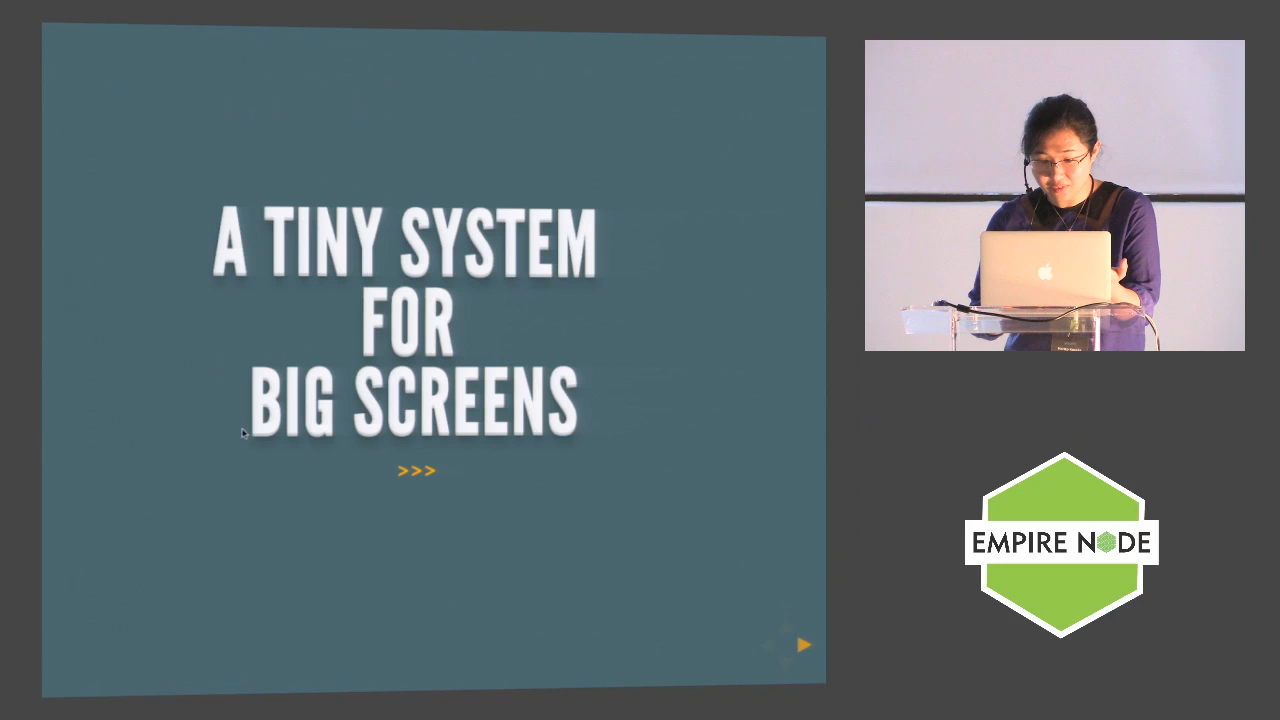 A TINY SYSTEM
FOR
BIG SCREENS
>>>
EMPIRE NODE